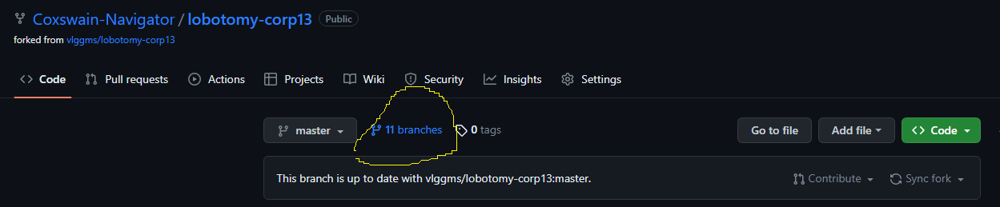 Coxswain-Navigator / lobotomy-corp13 Public
forked from vlggms/lobotomy-corp13
Code Pull requests Actions Projects Wiki Security Insights Settings
master 11 branches 0 tags Go to file Add file Code
This branch is up to date with vlggms/lobotomy-corp13:master. Contribute Sync fork